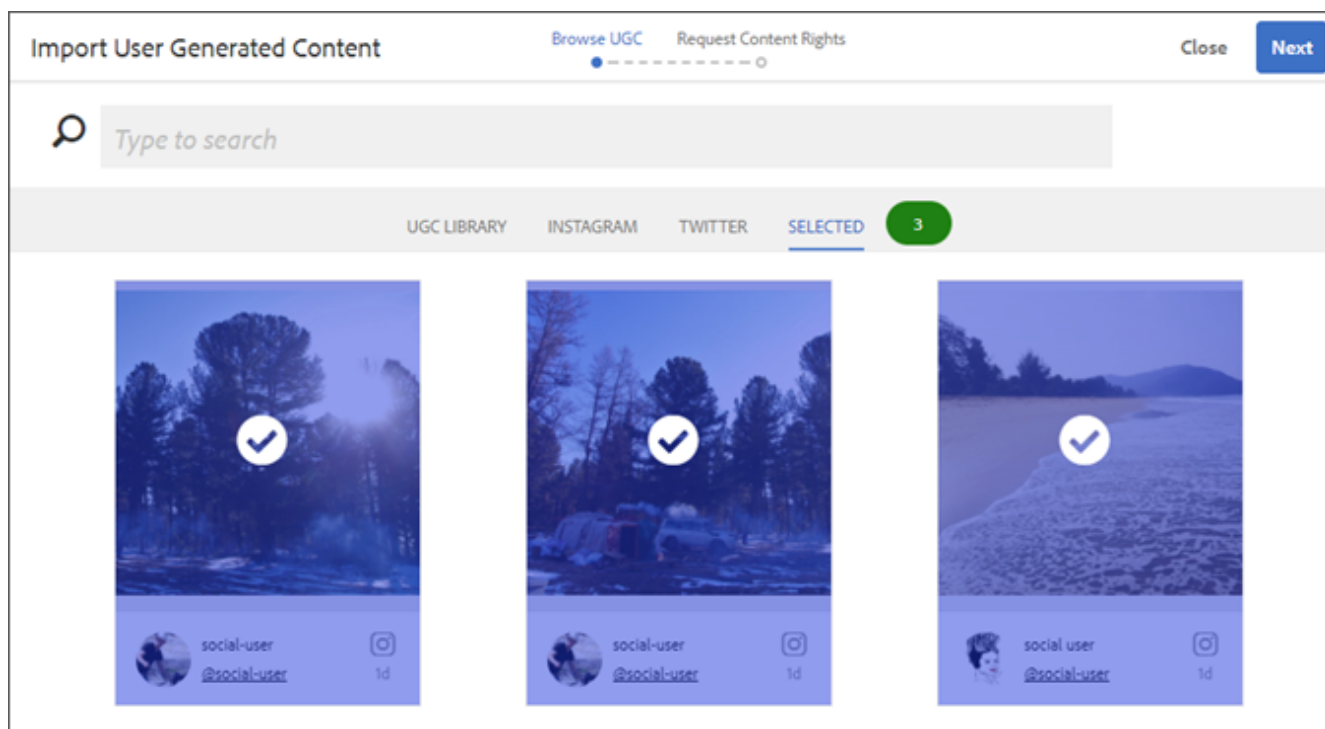 Import User Generated Content
Browse UGC Request Content Rights
Close Next
Type to search
UGC LIBRARY INSTAGRAM TWITTER SELECTED 3
social-user
@social-user 1d
social-user
@social-user 1d
social user
@social-user 1d